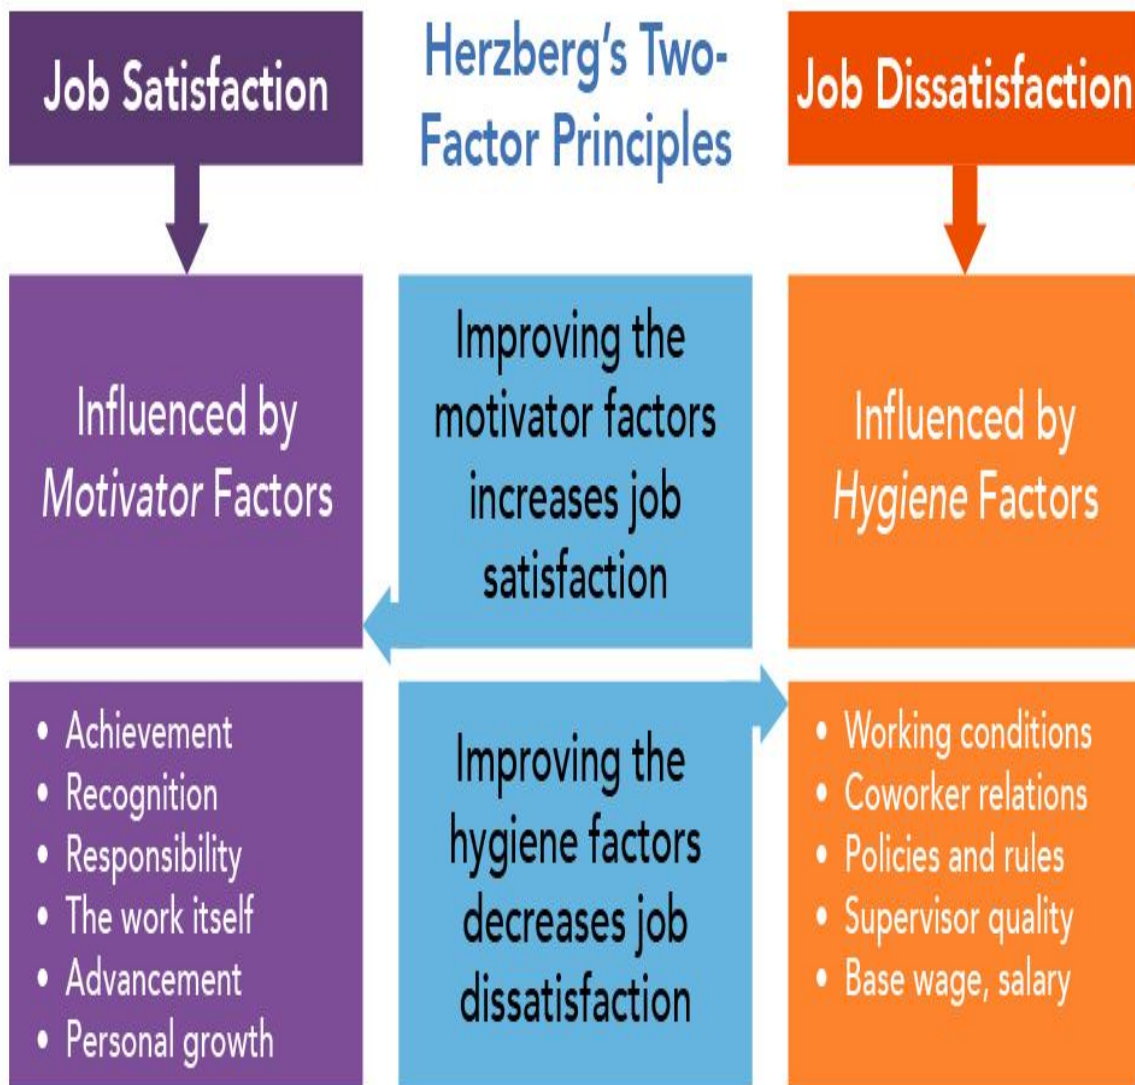 Job Satisfaction
Herzberg’s Two-
Factor Principles
Job Dissatisfaction
Influenced by
Motivator Factors
Improving the
motivator factors
increases job
satisfaction
Influenced by
Hygiene Factors
• Achievement
• Recognition
• Responsibility
• The work itself
• Advancement
• Personal growth
Improving the
hygiene factors
decreases job
dissatisfaction
• Working conditions
• Coworker relations
• Policies and rules
• Supervisor quality
• Base wage, salary